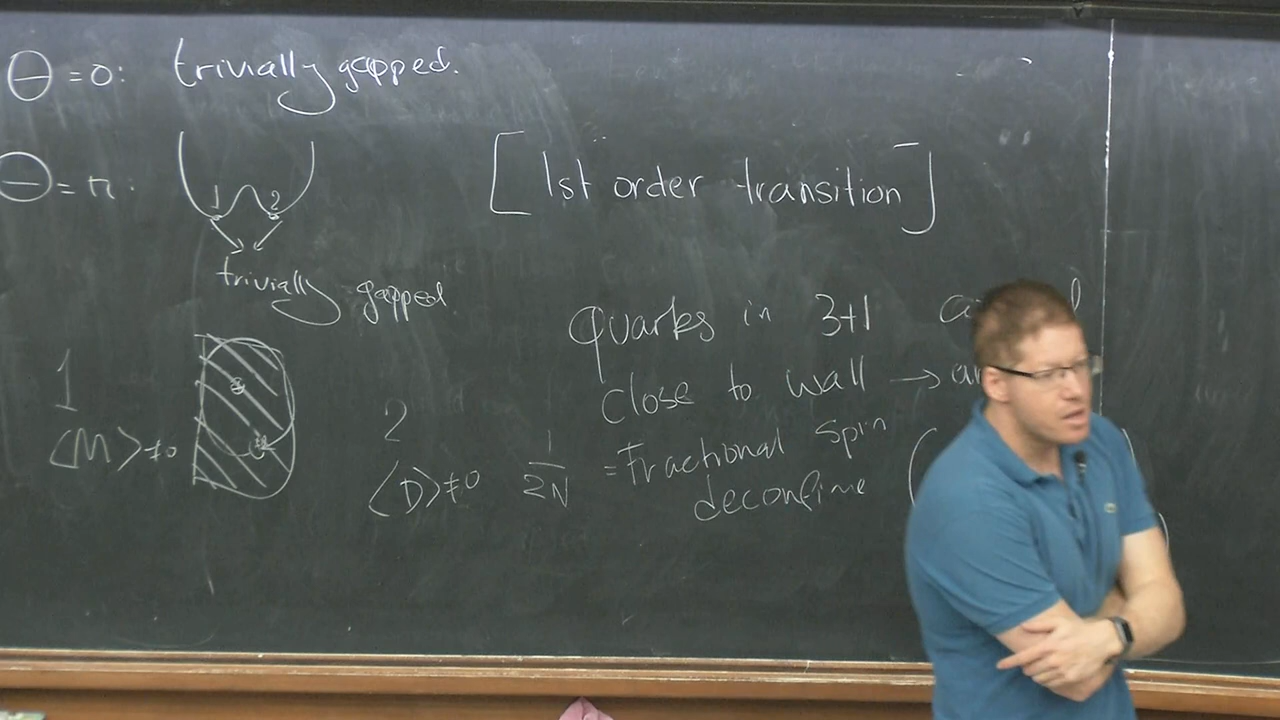 Θ = 0: trivially gapped.
Θ = π:
1 2
[1st order transition]
trivially gapped
quarks in 3+1
close to wall →
1 2
⟨M⟩≠0 ⟨D⟩≠0
1/2N = Fractional spin
deconfine